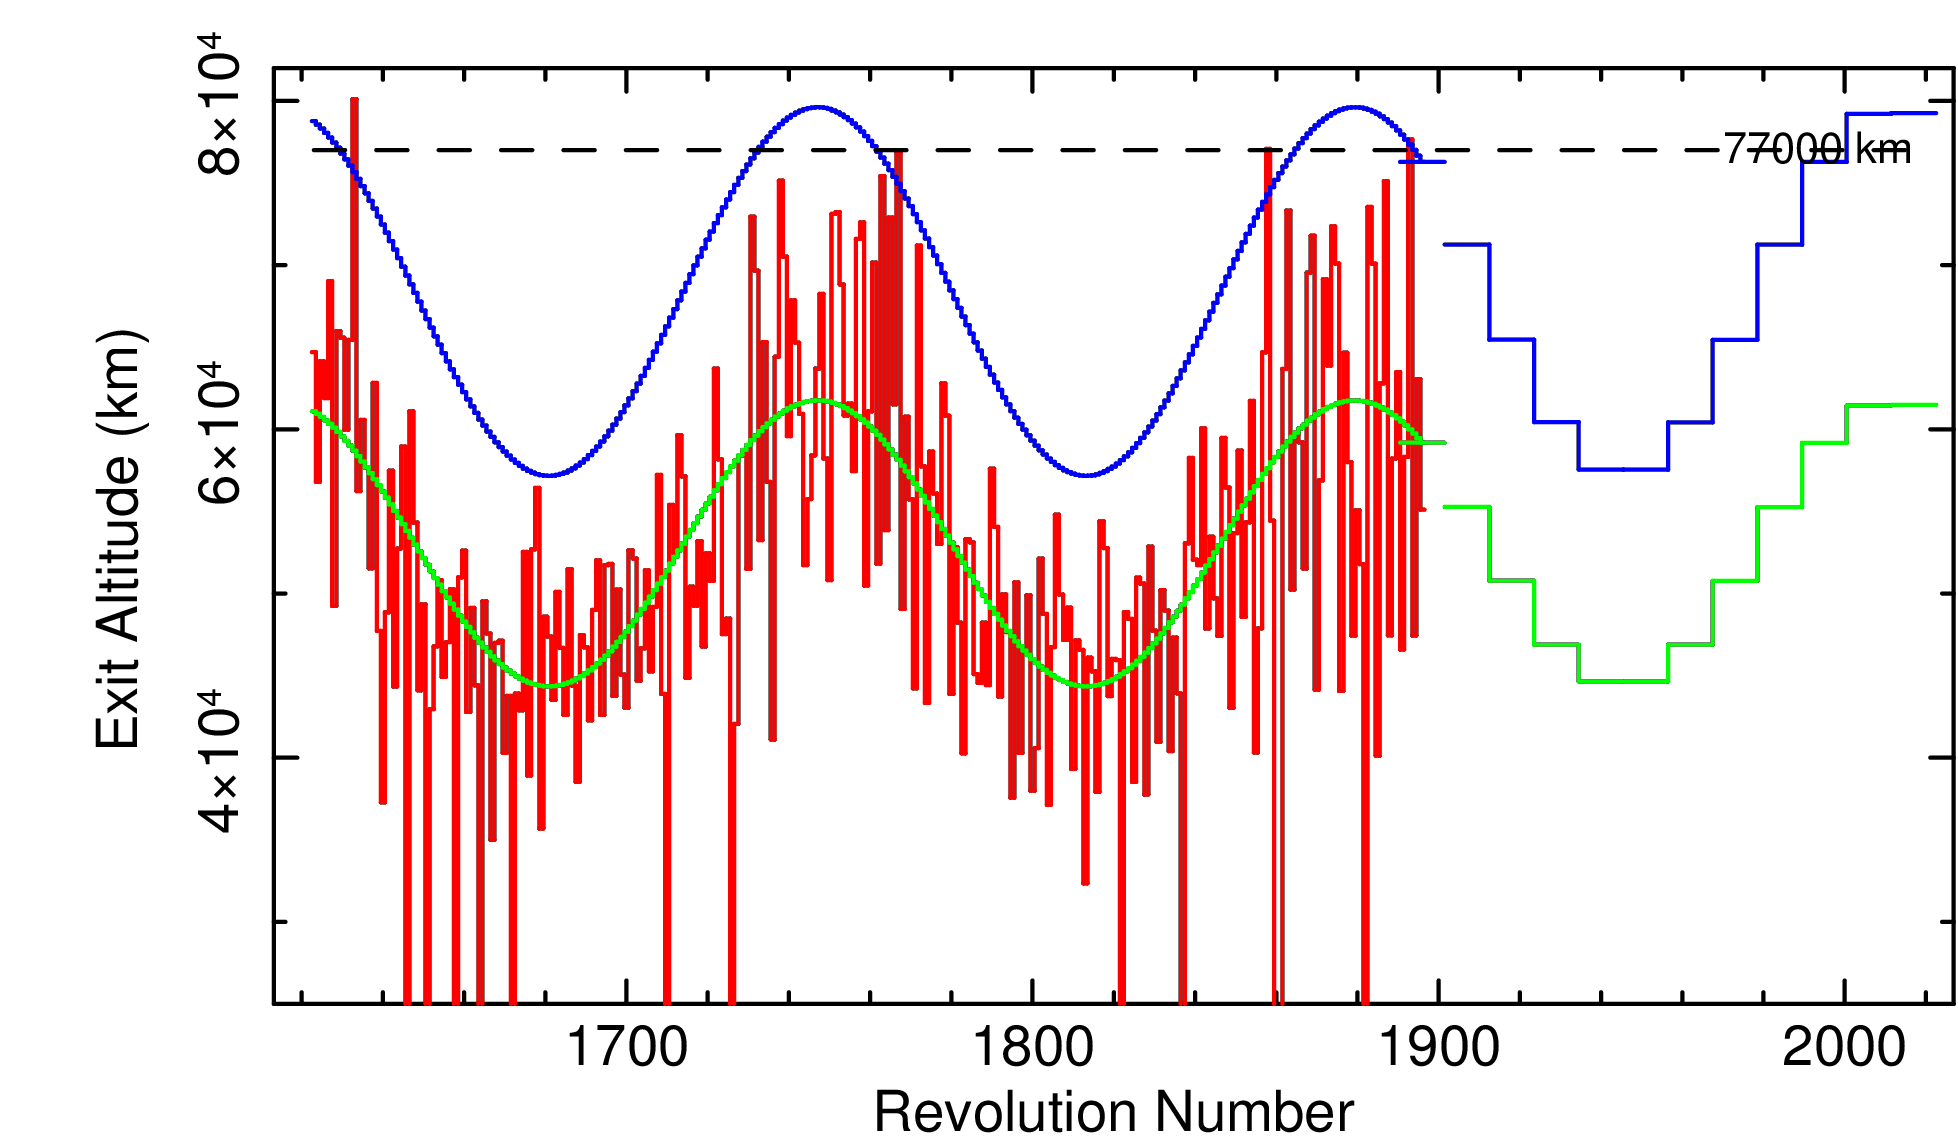 8×10⁴
6×10⁴
4×10⁴
Exit Altitude (km)
77000 km
1700 1800 1900 2000
Revolution Number